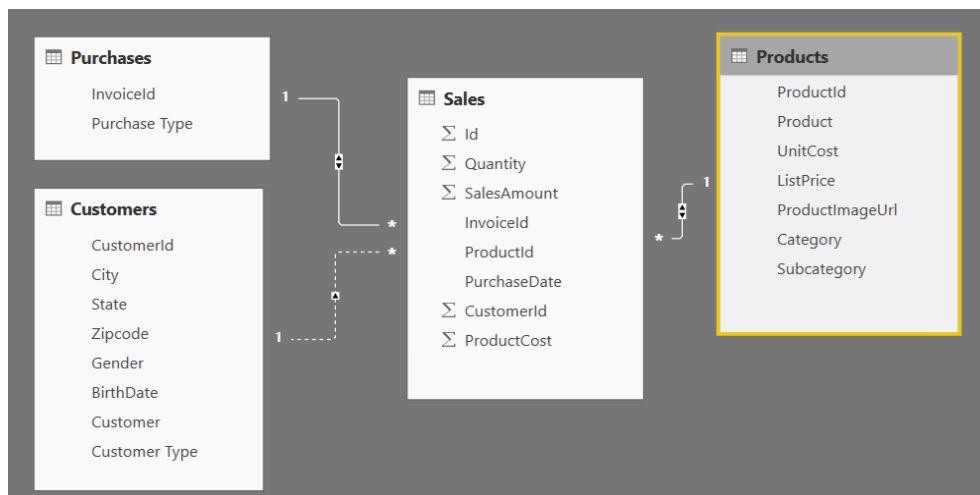 Purchases
InvoiceId
Purchase Type
1
*
Customers
CustomerId
City
State
Zipcode
Gender
BirthDate
Customer
Customer Type
1
*
Sales
Σ Id
Σ Quantity
Σ SalesAmount
InvoiceId
ProductId
PurchaseDate
Σ CustomerId
Σ ProductCost
*
1
Products
ProductId
Product
UnitCost
ListPrice
ProductImageUrl
Category
Subcategory